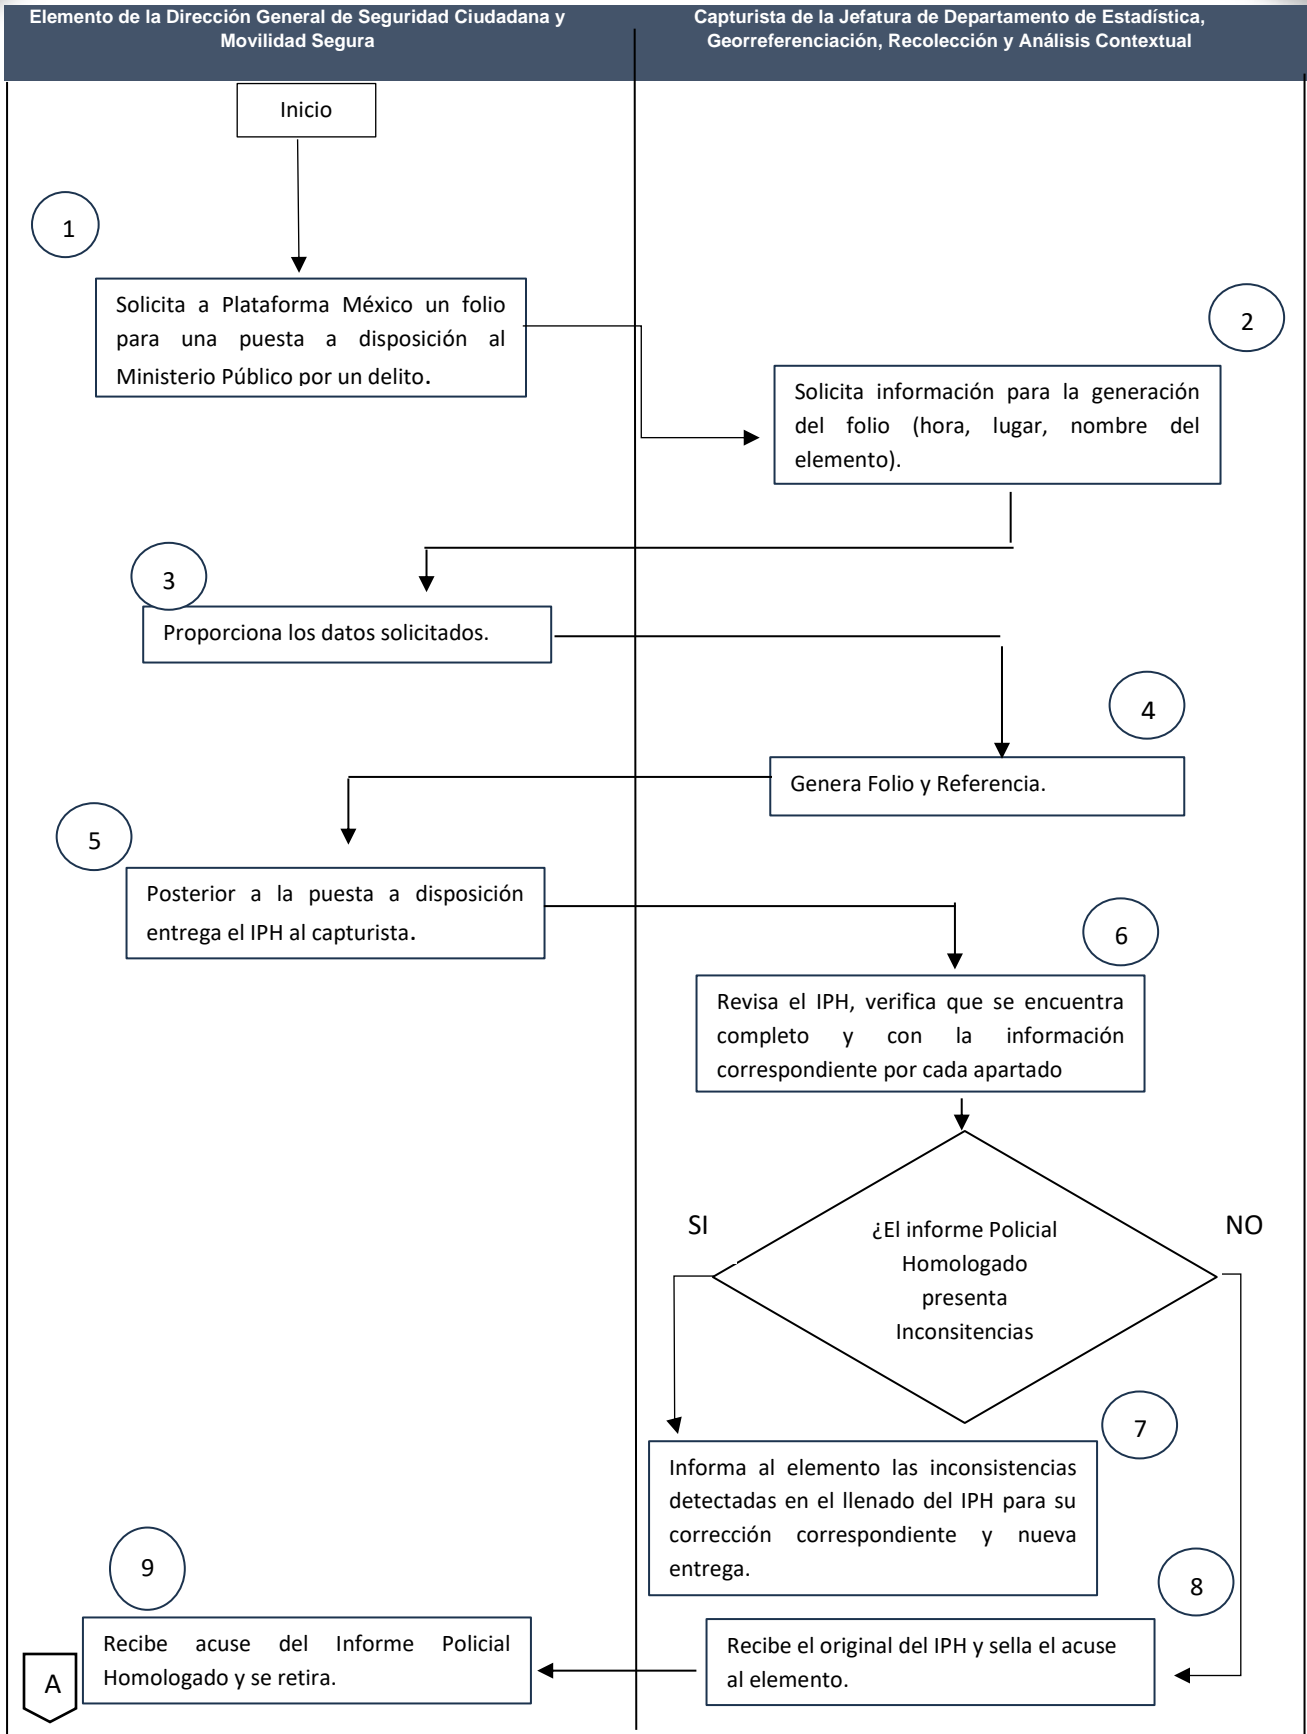 Elemento de la Dirección General de Seguridad Ciudadana y
Movilidad Segura
Capturista de la Jefatura de Departamento de Estadística,
Georreferenciación, Recolección y Análisis Contextual
Inicio
1
Solicita a Plataforma México un folio
para una puesta a disposición al
Ministerio Público por un delito.
2
Solicita información para la generación
del folio (hora, lugar, nombre del
elemento).
3
Proporciona los datos solicitados.
4
Genera Folio y Referencia.
5
Posterior a la puesta a disposición
entrega el IPH al capturista.
6
Revisa el IPH, verifica que se encuentra
completo y con la información
correspondiente por cada apartado
SI
¿El informe Policial
Homologado
presenta
Inconsitencias
NO
7
Informa al elemento las inconsistencias
detectadas en el llenado del IPH para su
corrección correspondiente y nueva
entrega.
8
Recibe el original del IPH y sella el acuse
al elemento.
9
Recibe acuse del Informe Policial
Homologado y se retira.
A